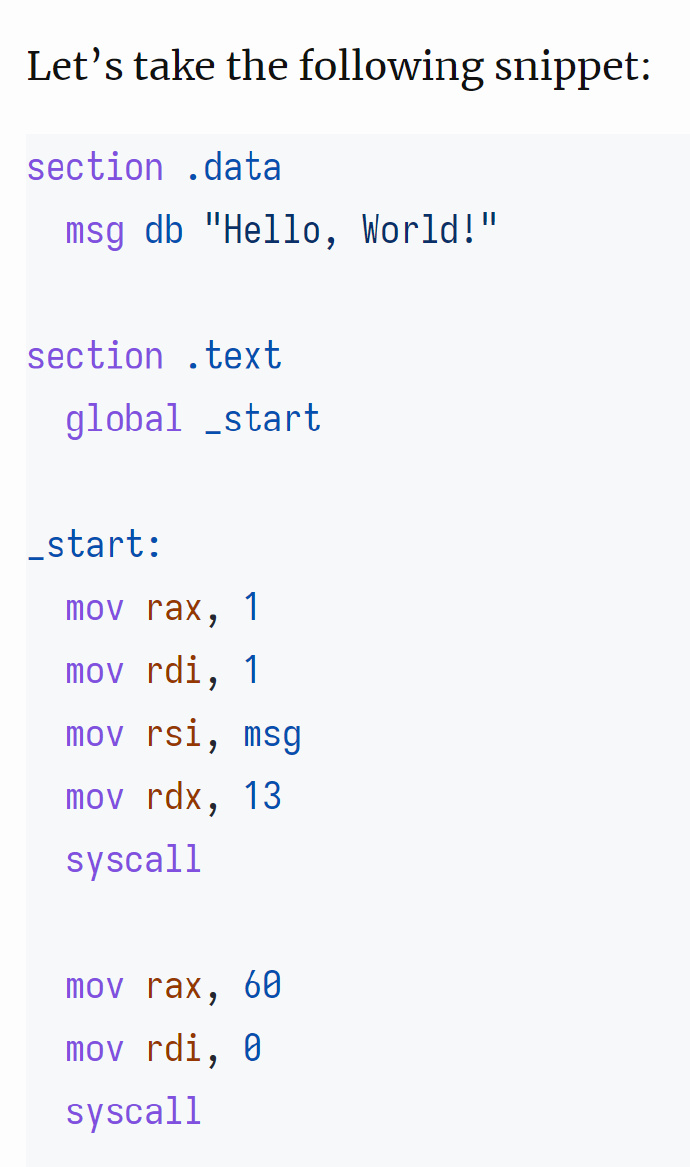 Let’s take the following snippet:
section .data
  msg db "Hello, World!"
section .text
  global _start
_start:
  mov rax, 1
  mov rdi, 1
  mov rsi, msg
  mov rdx, 13
  syscall
  mov rax, 60
  mov rdi, 0
  syscall